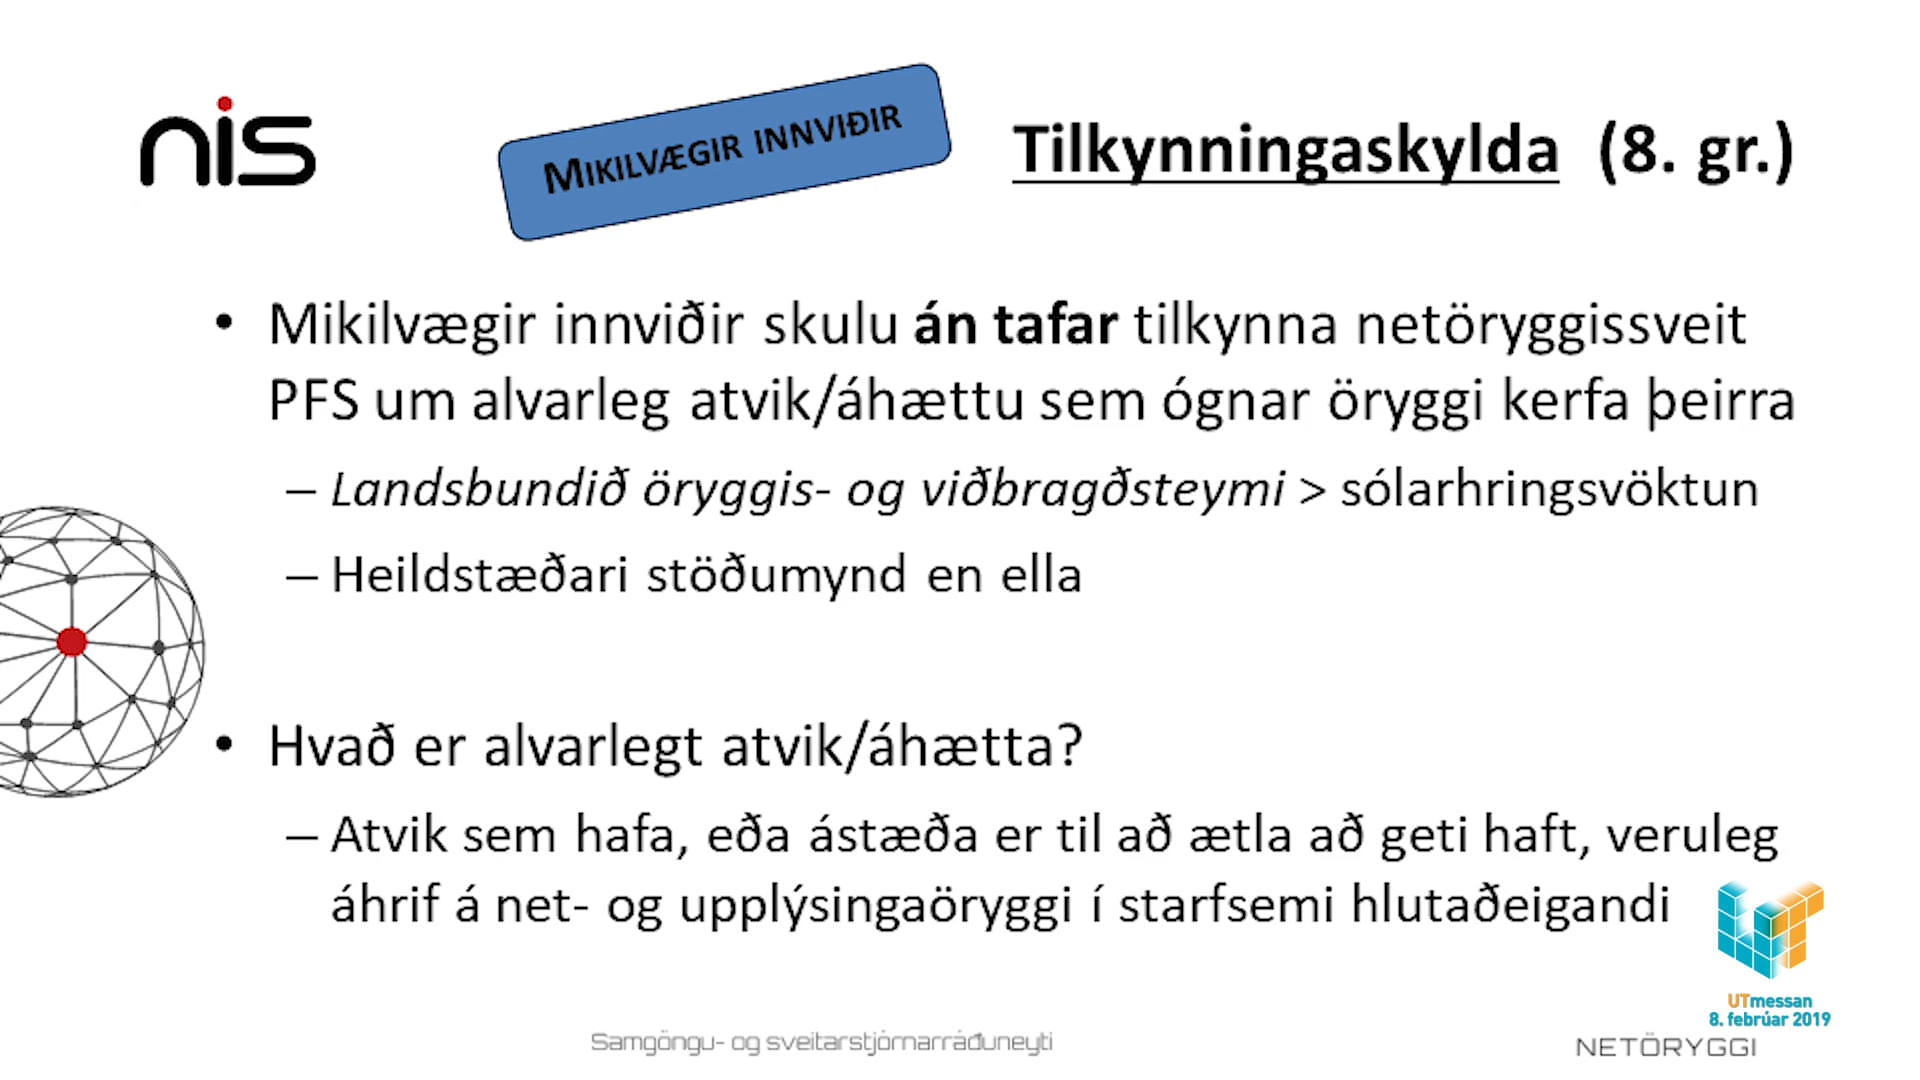 nis
MIKILVÆGIR INNVIÐIR
Tilkynningaskylda (8. gr.)
• Mikilvægir innviðir skulu án tafar tilkynna netöryggissveit
PFS um alvarleg atvik/áhættu sem ógnar öryggi kerfa þeirra
– Landsbundið öryggis- og viðbragðsteymi > sólarhringsvöktun
– Heildstæðari stöðumynd en ella
• Hvað er alvarlegt atvik/áhætta?
– Atvik sem hafa, eða ástæða er til að ætla að geti haft, veruleg
áhrif á net- og upplýsingaöryggi í starfsemi hlutaðeigandi
UTmessan
8. febrúar 2019
Samgöngu- og sveitarstjórnarráðuneyti
NETÖRYGGI